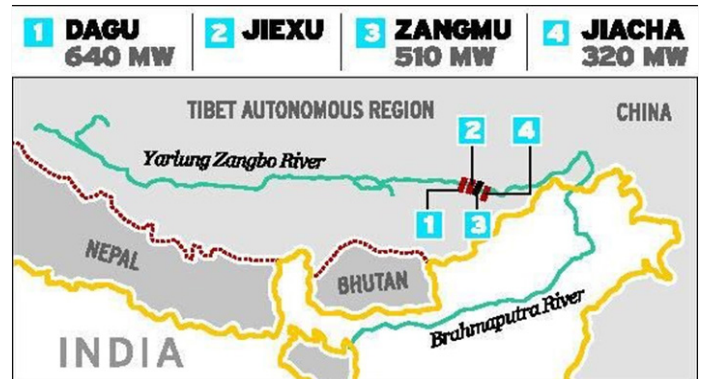 1 DAGU
640 MW
2 JIEXU
3 ZANGMU
510 MW
4 JIACHA
320 MW
TIBET AUTONOMOUS REGION
CHINA
2
4
Yarlung Zangbo River
1
3
NEPAL
BHUTAN
Brahmaputra River
INDIA